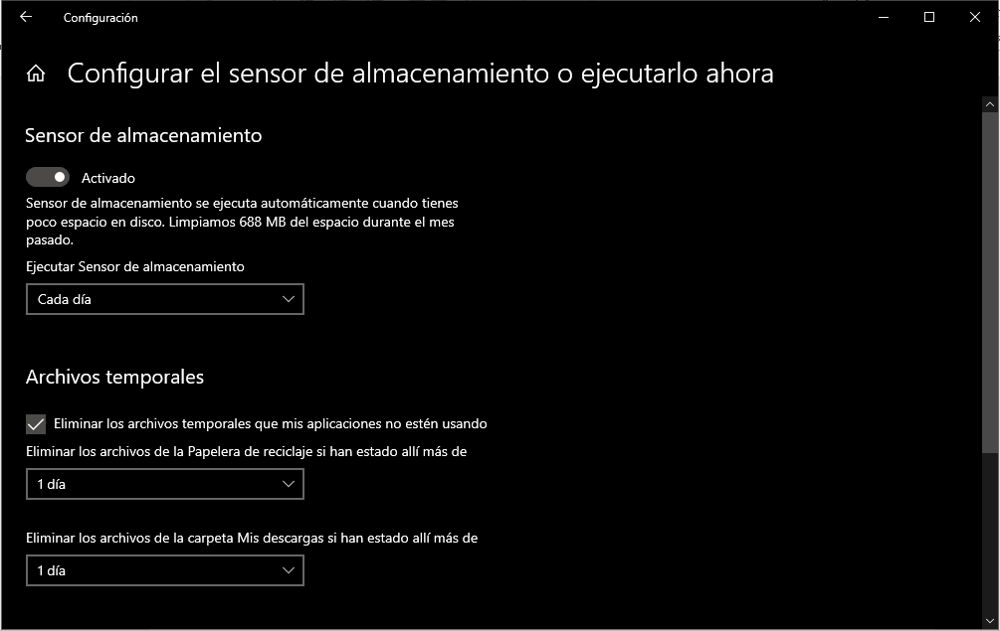 Configuración
Configurar el sensor de almacenamiento o ejecutarlo ahora
Sensor de almacenamiento
Activado
Sensor de almacenamiento se ejecuta automáticamente cuando tienes
poco espacio en disco. Limpiamos 688 MB del espacio durante el mes
pasado.
Ejecutar Sensor de almacenamiento
Cada día
Archivos temporales
Eliminar los archivos temporales que mis aplicaciones no estén usando
Eliminar los archivos de la Papelera de reciclaje si han estado allí más de
1 día
Eliminar los archivos de la carpeta Mis descargas si han estado allí más de
1 día